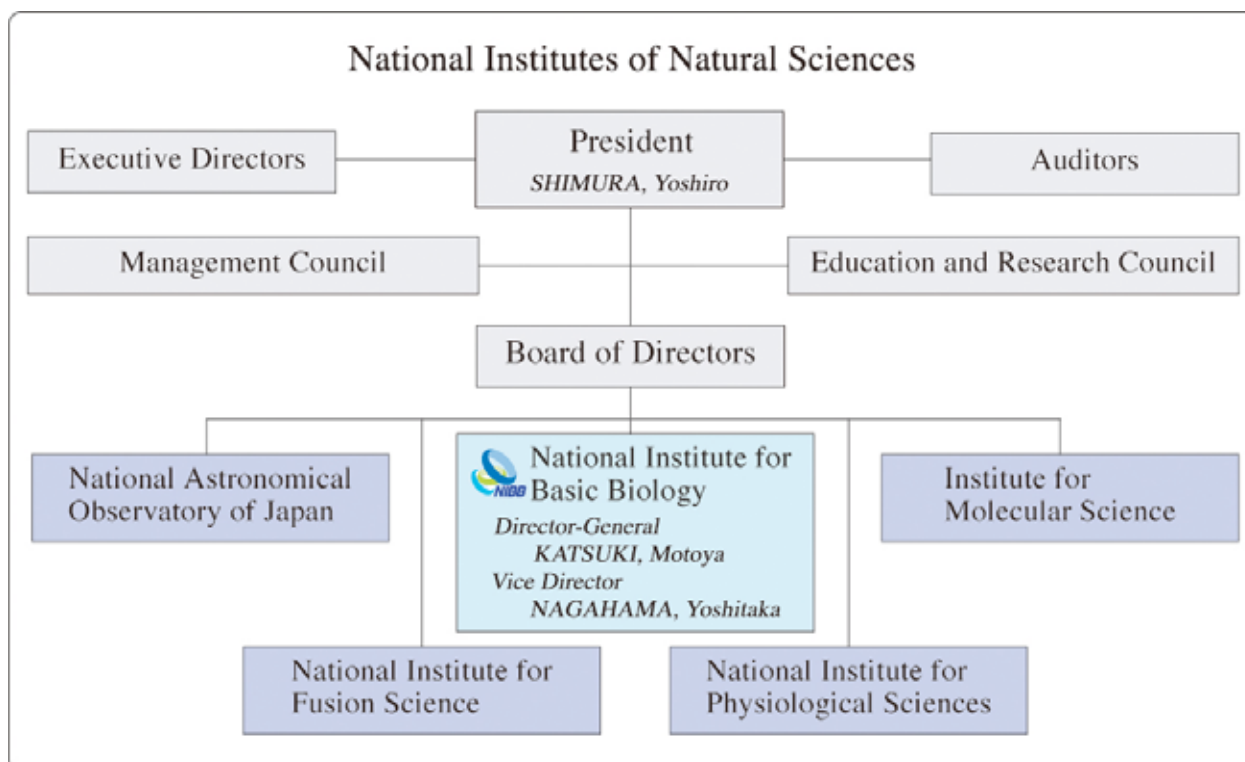 National Institutes of Natural Sciences
President
SHIMURA, Yoshiro
Executive Directors
Auditors
Management Council
Education and Research Council
Board of Directors
National Astronomical
Observatory of Japan
NIBB
National Institute for
Basic Biology
Director-General
KATSUKI, Motoya
Vice Director
NAGAHAMA, Yoshitaka
Institute for
Molecular Science
National Institute for
Fusion Science
National Institute for
Physiological Sciences